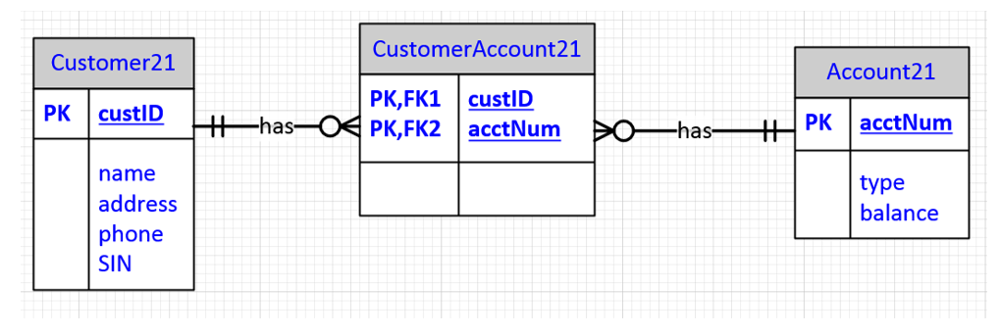 Customer21
PK custID
name
address
phone
SIN
has
CustomerAccount21
PK,FK1 custID
PK,FK2 acctNum
has
Account21
PK acctNum
type
balance